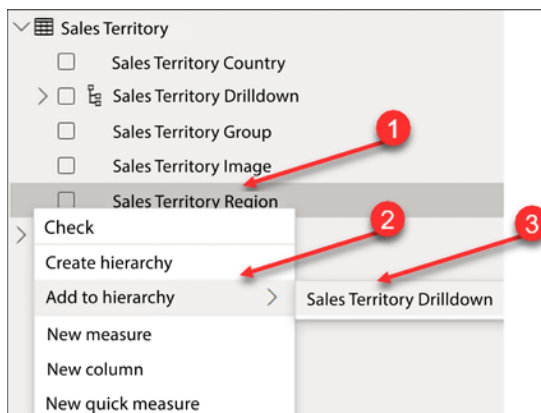 Sales Territory
Sales Territory Country
Sales Territory Drilldown
Sales Territory Group
1
Sales Territory Image
Sales Territory Region
Check
2
3
Create hierarchy
Add to hierarchy
Sales Territory Drilldown
New measure
New column
New quick measure